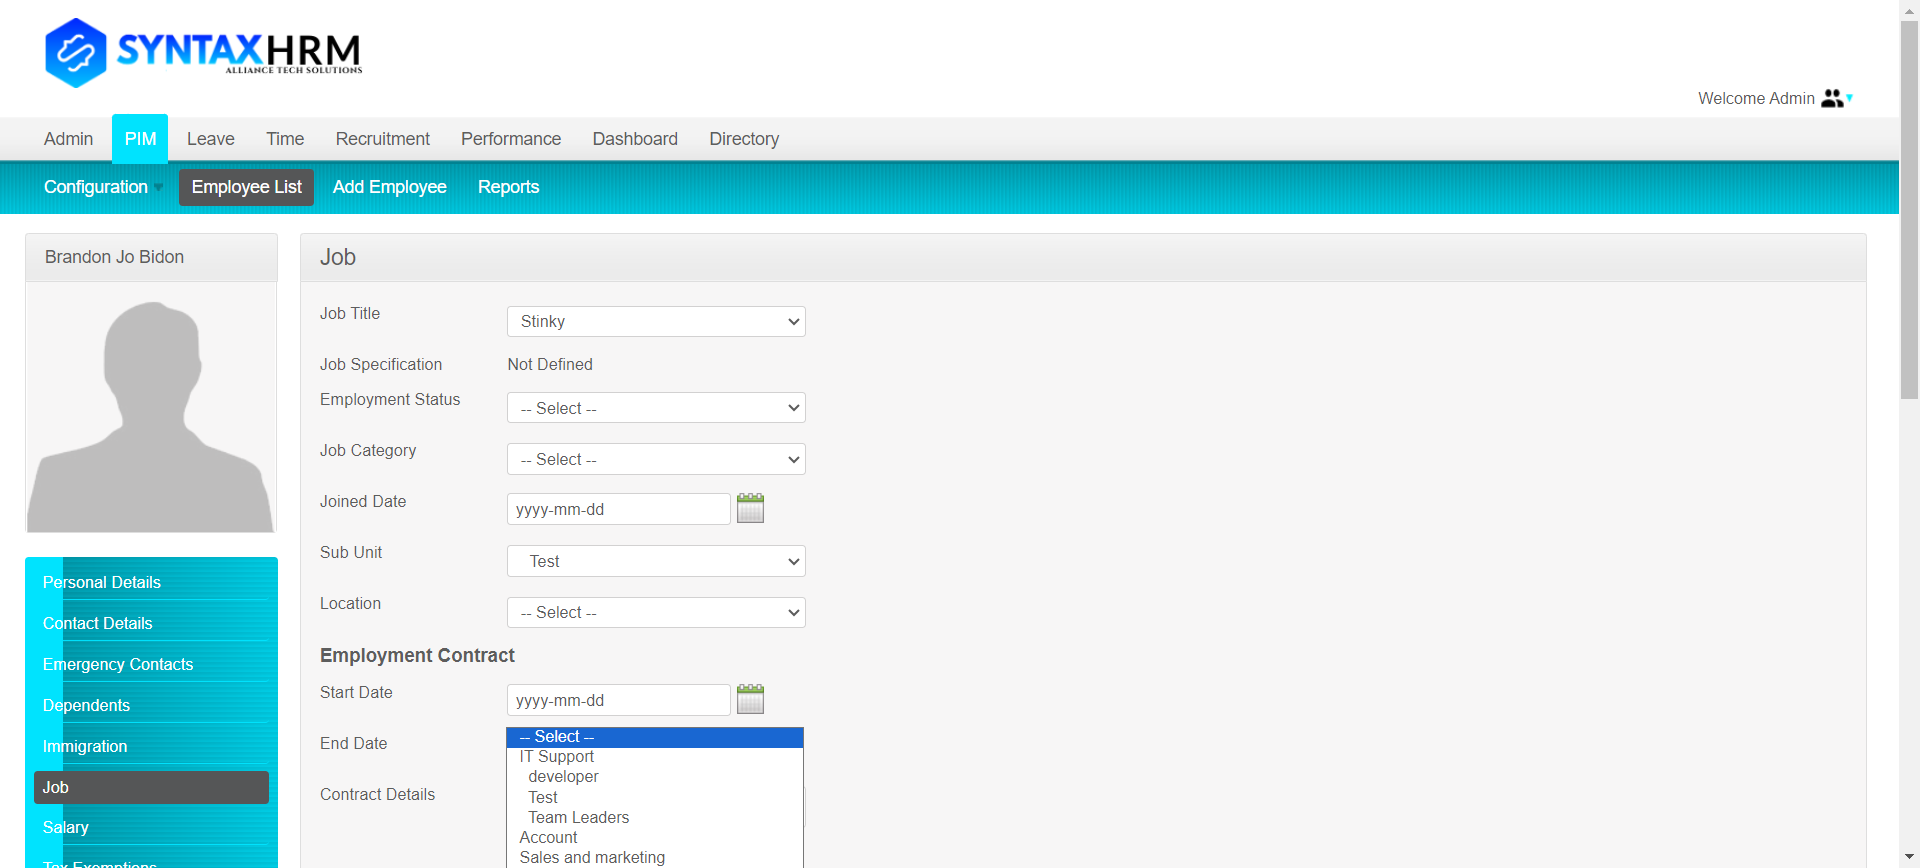 SYNTAXHRM
ALLIANCE TECH SOLUTIONS
Welcome Admin
Admin PIM Leave Time Recruitment Performance Dashboard Directory
Configuration Employee List Add Employee Reports
Brandon Jo Bidon
Personal Details
Contact Details
Emergency Contacts
Dependents
Immigration
Job
Salary
Tax Exemptions
Job
Job Title Stinky
Job Specification Not Defined
Employment Status -- Select --
Job Category -- Select --
Joined Date yyyy-mm-dd
Sub Unit Test
Location -- Select --
Employment Contract
Start Date yyyy-mm-dd
End Date
Contract Details
-- Select --
IT Support
developer
Test
Team Leaders
Account
Sales and marketing